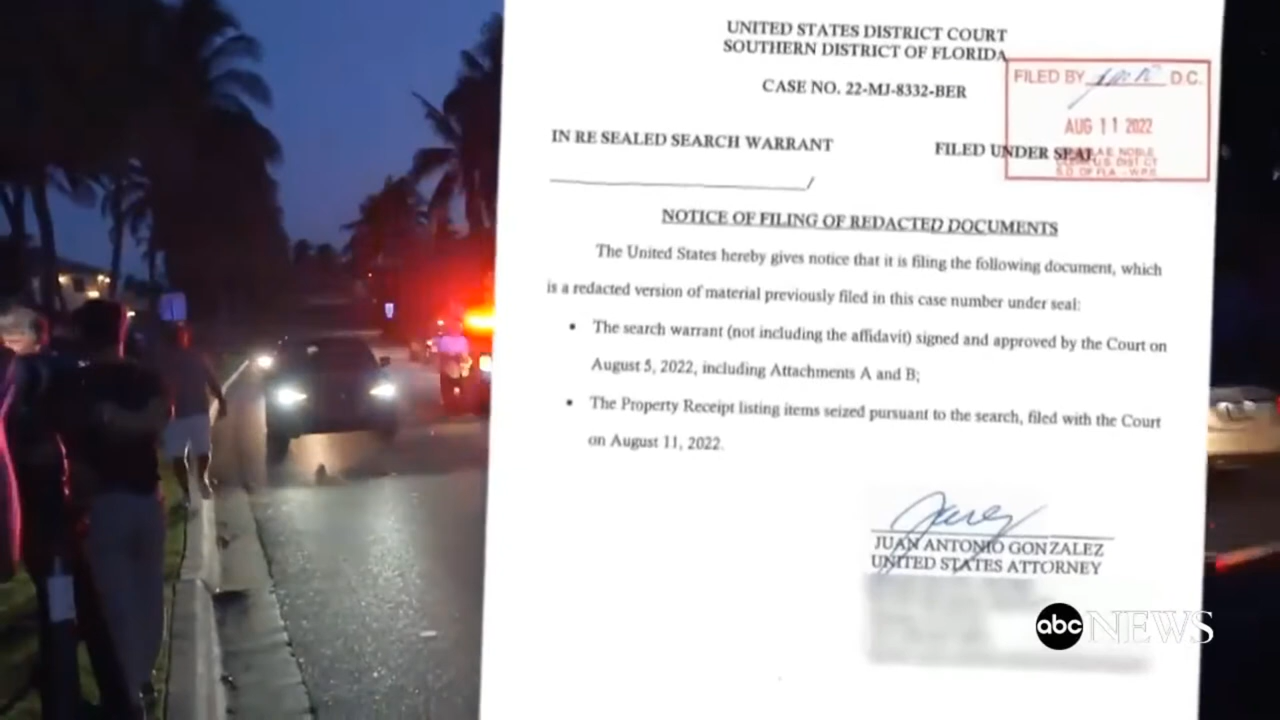 UNITED STATES DISTRICT COURT
SOUTHERN DISTRICT OF FLORIDA
CASE NO. 22-MJ-8332-BER
FILED BY D.C.
AUG 11 2022
U.S. DIST. CT.
S.D. OF FLA. - W.P.B.
IN RE SEALED SEARCH WARRANT
FILED UNDER SEAL
NOTICE OF FILING OF REDACTED DOCUMENTS
The United States hereby gives notice that it is filing the following document, which
is a redacted version of material previously filed in this case number under seal:
• The search warrant (not including the affidavit) signed and approved by the Court on
August 5, 2022, including Attachments A and B;
• The Property Receipt listing items seized pursuant to the search, filed with the Court
on August 11, 2022.
JUAN ANTONIO GONZALEZ
UNITED STATES ATTORNEY
abc NEWS